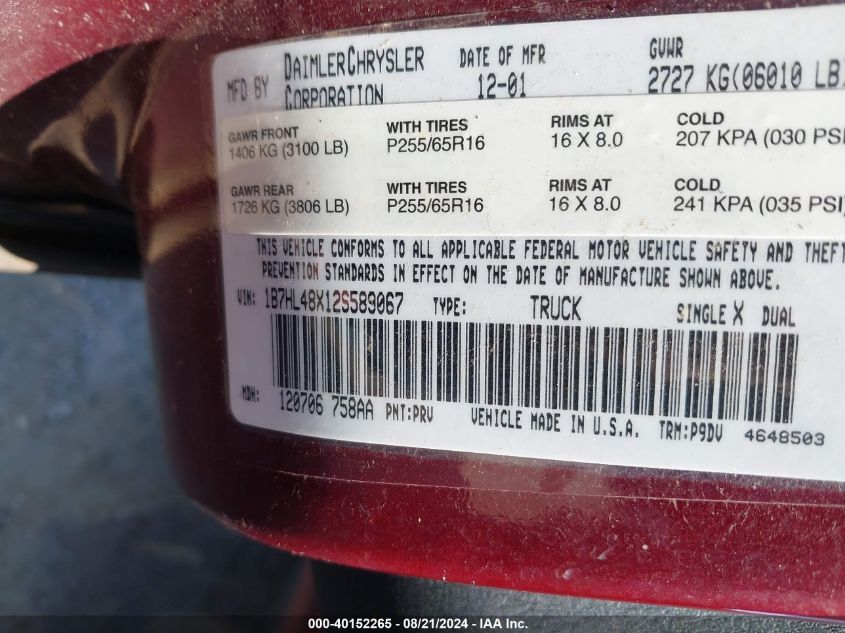 MFD BY DAIMLERCHRYSLER CORPORATION DATE OF MFR 12-01 GVWR 2727 KG(06010 LB)
GAWR FRONT WITH TIRES RIMS AT COLD
1406 KG (3100 LB) P255/65R16 16 X 8.0 207 KPA (030 PSI
GAWR REAR WITH TIRES RIMS AT COLD
1726 KG (3806 LB) P255/65R16 16 X 8.0 241 KPA (035 PSI)
THIS VEHICLE CONFORMS TO ALL APPLICABLE FEDERAL MOTOR VEHICLE SAFETY AND THEFT
PREVENTION STANDARDS IN EFFECT ON THE DATE OF MANUFACTURE SHOWN ABOVE.
VIN: 1B7HL48X12S589067 TYPE: TRUCK SINGLE X DUAL
MDH: 120706 758AA PNT:PRV VEHICLE MADE IN U.S.A. TRM:P9DV 4648503
000-40152265 - 08/21/2024 - IAA Inc.